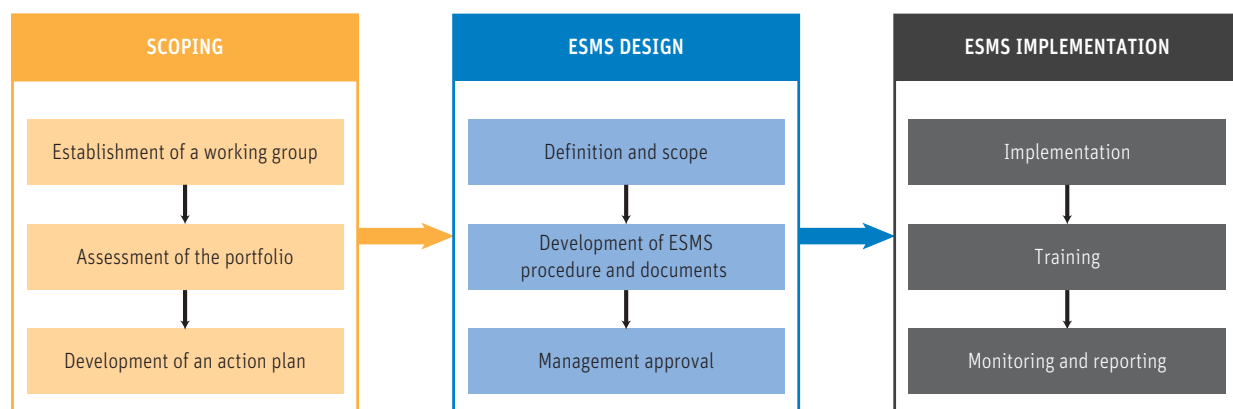 SCOPING
Establishment of a working group
Assessment of the portfolio
Development of an action plan
ESMS DESIGN
Definition and scope
Development of ESMS
procedure and documents
Management approval
ESMS IMPLEMENTATION
Implementation
Training
Monitoring and reporting